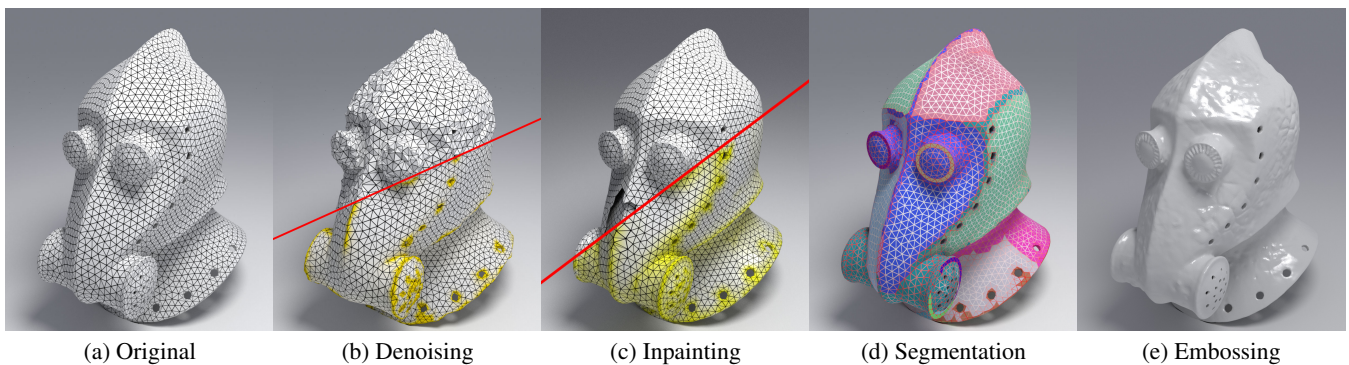 (a) Original
(b) Denoising
(c) Inpainting
(d) Segmentation
(e) Embossing